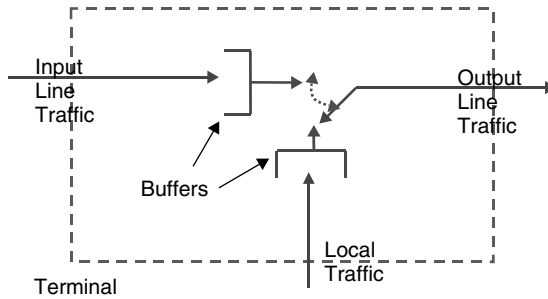 Input
Line
Traffic
Output
Line
Traffic
Buffers
Local
Traffic
Terminal